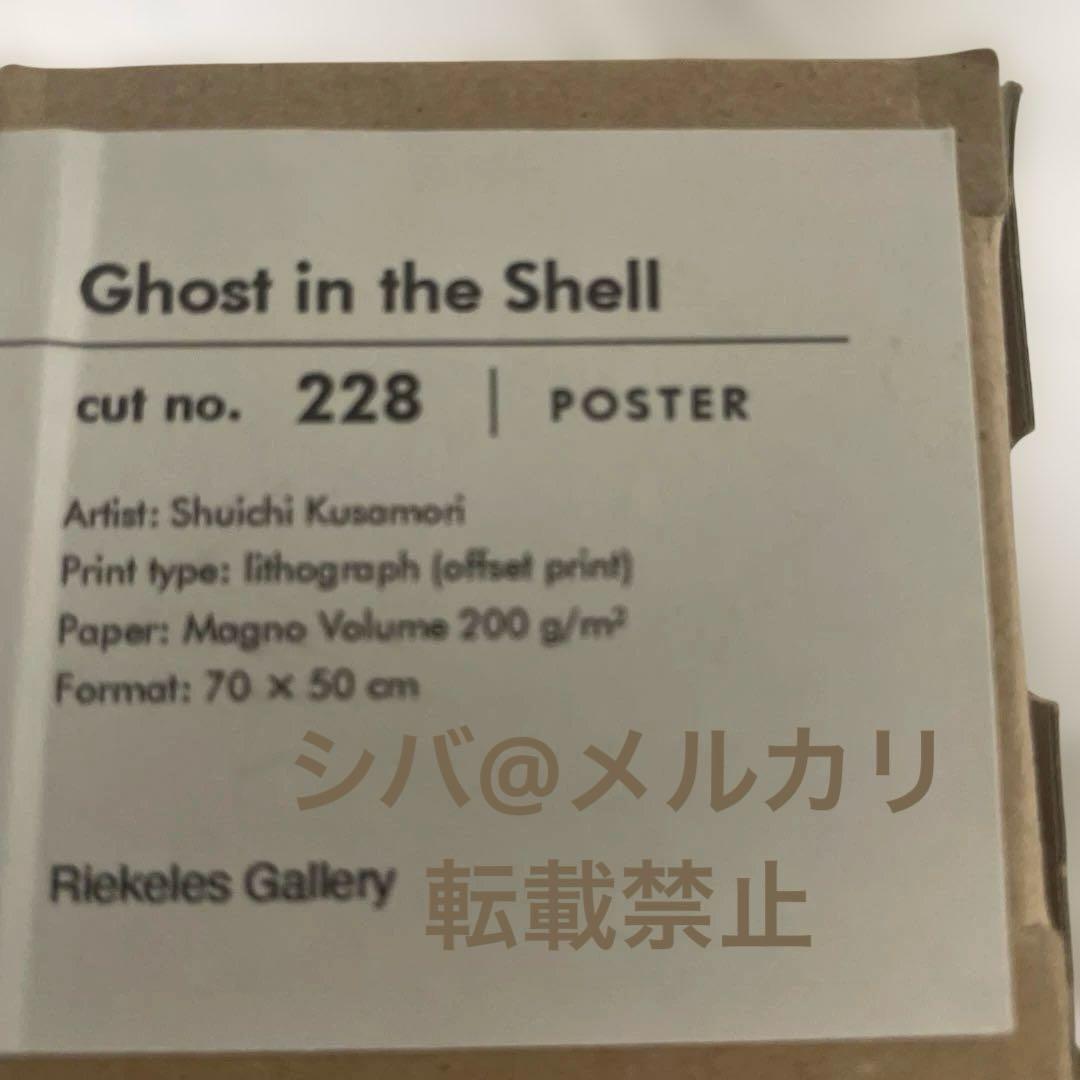 Ghost in the Shell
cut no. 228 | POSTER
Artist: Shuichi Kusamori
Print type: lithograph (offset print)
Paper: Magno Volume 200 g/m²
Format: 70 × 50 cm
シバ@メルカリ
Riekeles Gallery
転載禁止